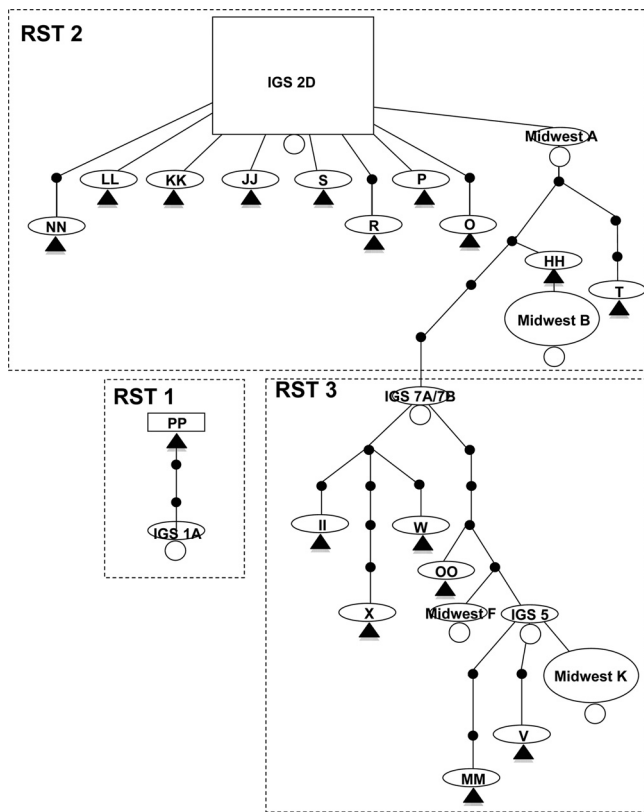 RST 2
IGS 2D
Midwest A
LL
KK
JJ
S
P
NN
R
O
HH
T
Midwest B
RST 1
RST 3
PP
IGS 7A/7B
IGS 1A
II
W
OO
X
Midwest F
IGS 5
Midwest K
V
MM